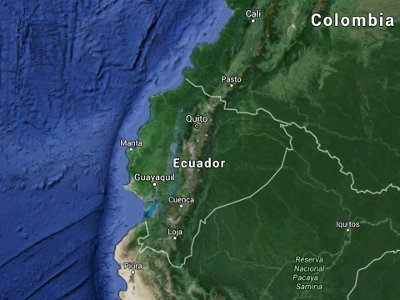 Cali
Colombia
Pasto
Quito
Manta
Ecuador
Guayaquil
Cuenca
Iquitos
Loja
Piura
Reserva
Nacional
Pacaya -
Samiria